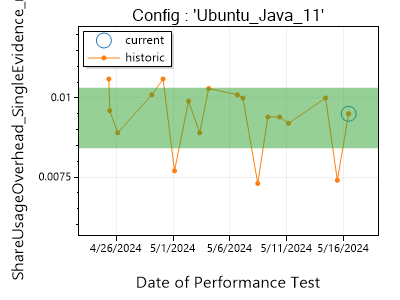 Config : 'Ubuntu_Java_11'
current
historic
ShareUsageOverhead_SingleEvidence_
0.01
0.0075
4/26/2024 5/1/2024 5/6/2024 5/11/2024 5/16/2024
Date of Performance Test